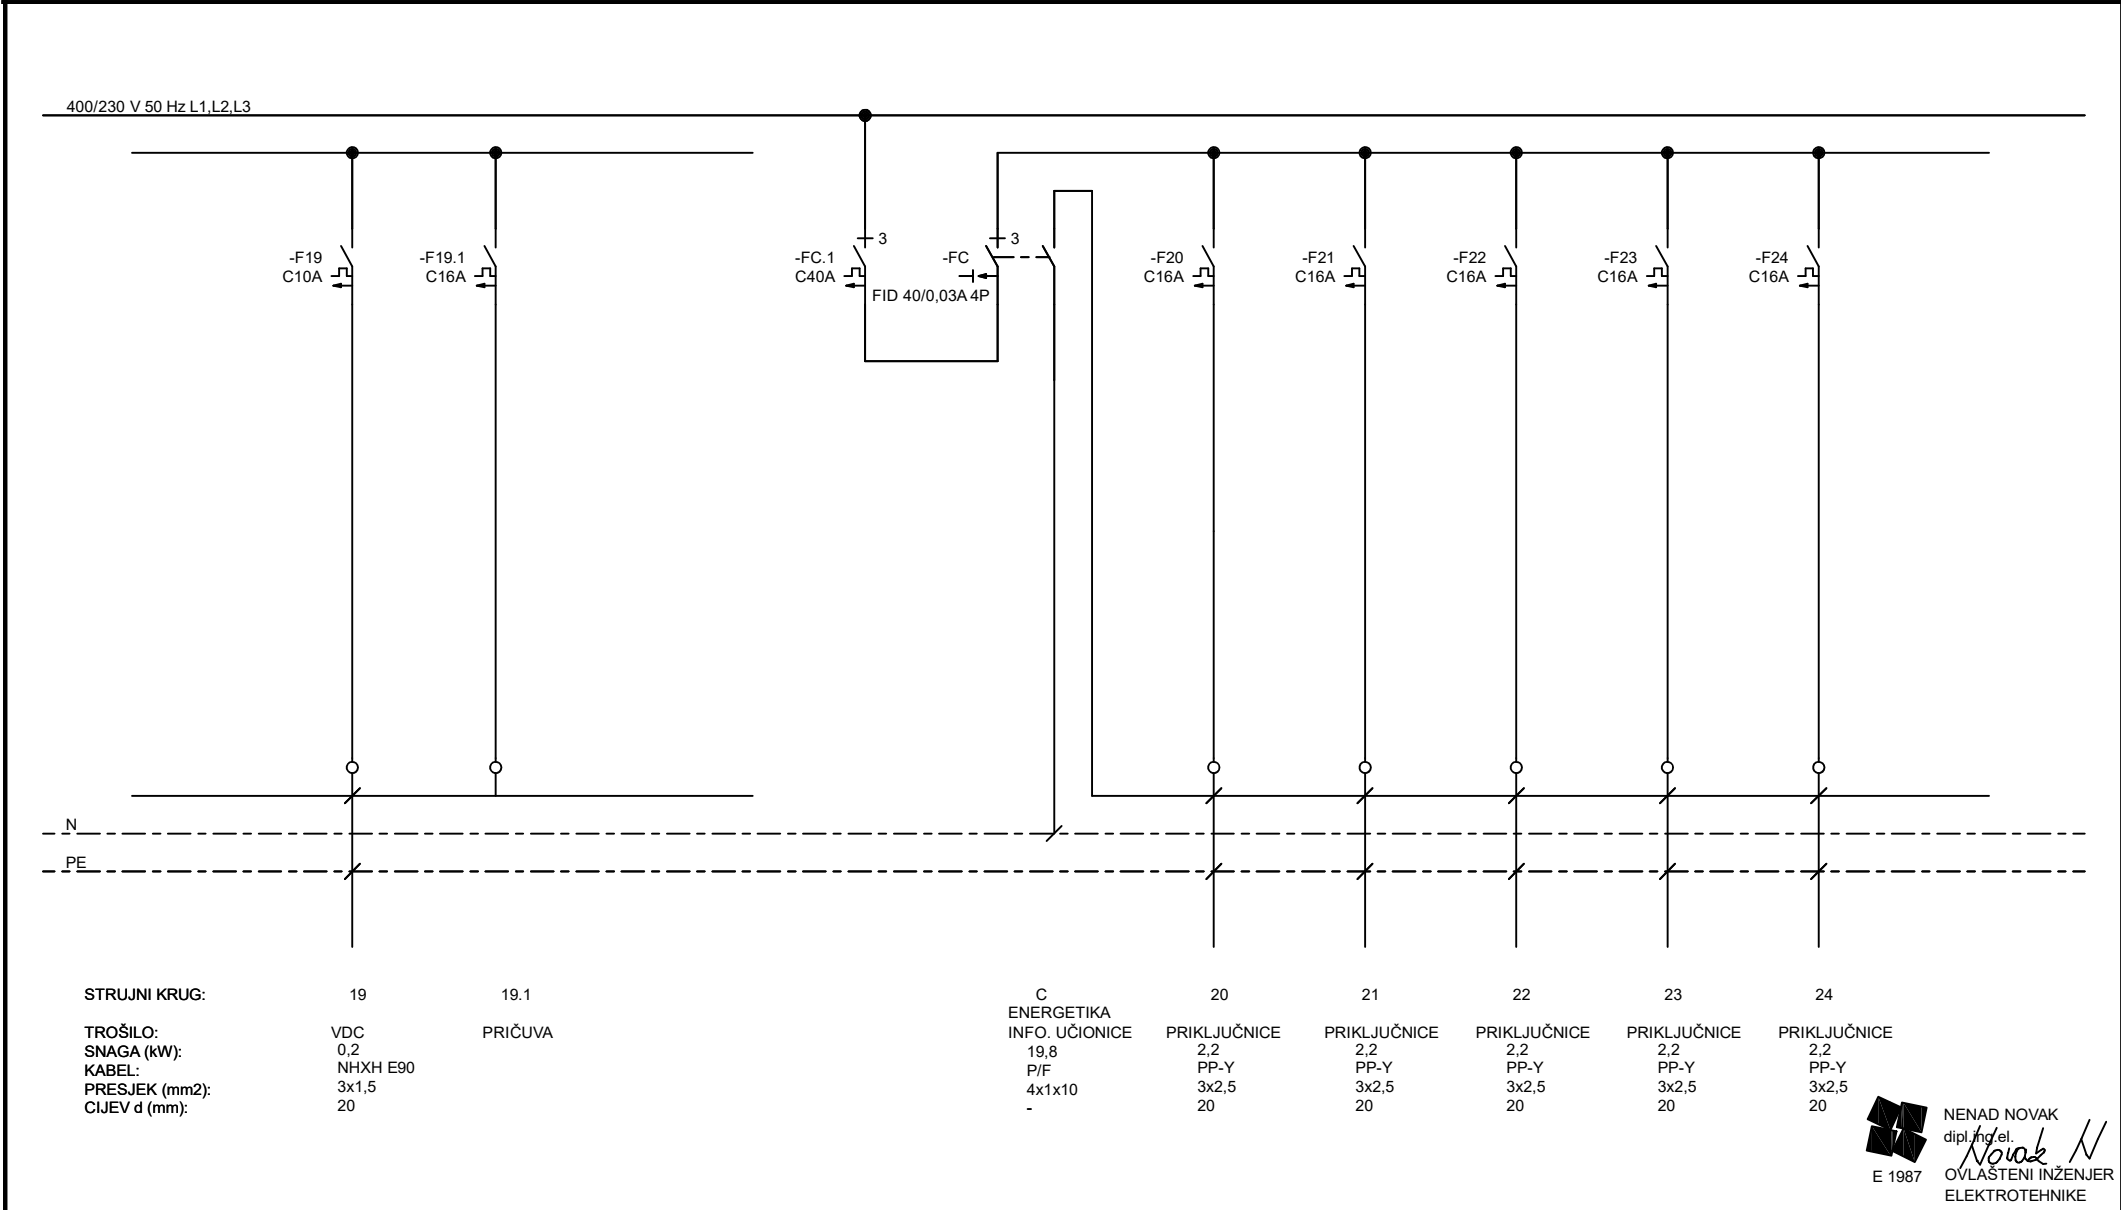 400/230 V 50 Hz L1,L2,L3
-F19
C10A
-F19.1
C16A
-FC.1
C40A
3
-FC
3
FID 40/0,03A 4P
-F20
C16A
-F21
C16A
-F22
C16A
-F23
C16A
-F24
C16A
N
PE
STRUJNI KRUG: 19 19.1 C 20 21 22 23 24
ENERGETIKA
TROŠILO: VDC PRIČUVA INFO. UČIONICE PRIKLJUČNICE PRIKLJUČNICE PRIKLJUČNICE PRIKLJUČNICE PRIKLJUČNICE
SNAGA (kW): 0,2 19,8 2,2 2,2 2,2 2,2 2,2
KABEL: NHXH E90 P/F PP-Y PP-Y PP-Y PP-Y PP-Y
PRESJEK (mm2): 3x1,5 4x1x10 3x2,5 3x2,5 3x2,5 3x2,5 3x2,5
CIJEV d (mm): 20 - 20 20 20 20 20
NENAD NOVAK
dipl.ing.el.
Novak N
E 1987
OVLAŠTENI INŽENJER
ELEKTROTEHNIKE